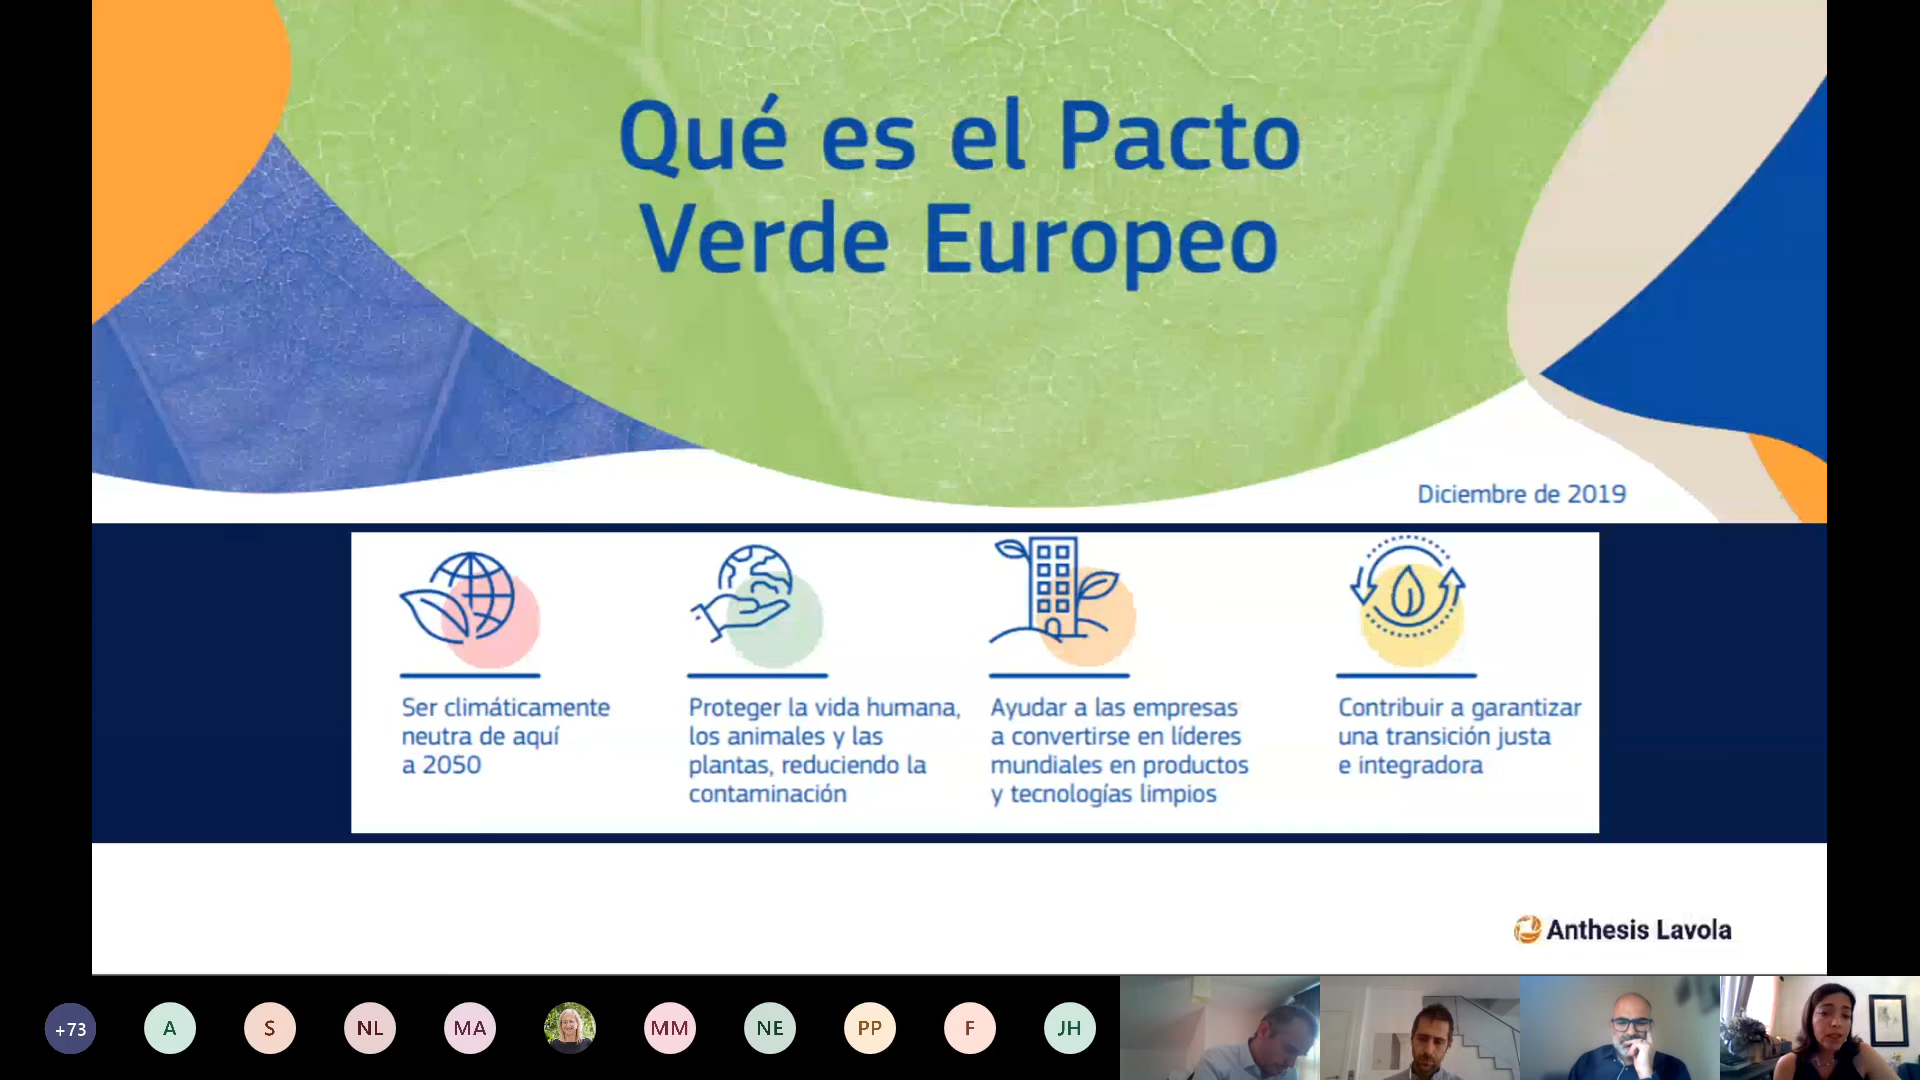 Qué es el Pacto
Verde Europeo
Diciembre de 2019
Ser climáticamente
neutra de aquí
a 2050
Proteger la vida humana,
los animales y las
plantas, reduciendo la
contaminación
Ayudar a las empresas
a convertirse en líderes
mundiales en productos
y tecnologías limpios
Contribuir a garantizar
una transición justa
e integradora
Anthesis Lavola
+73
A
S
NL
MA
MM
NE
PP
F
JH